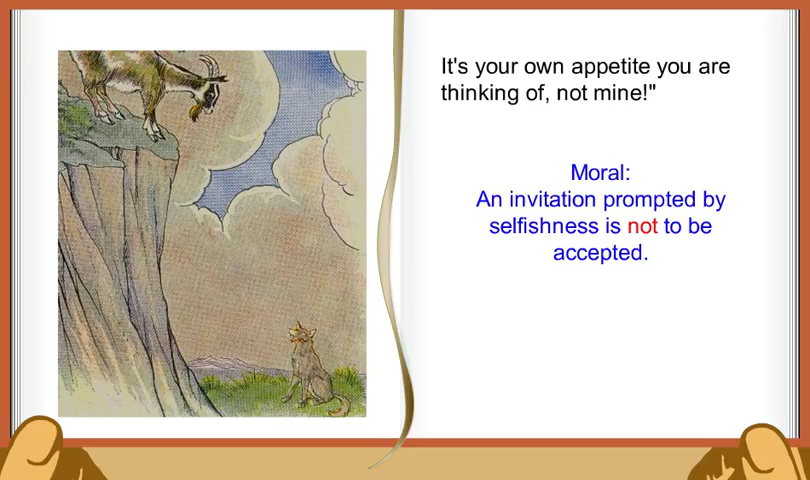 It's your own appetite you are
thinking of, not mine!"
Moral:
An invitation prompted by
selfishness is not to be
accepted.